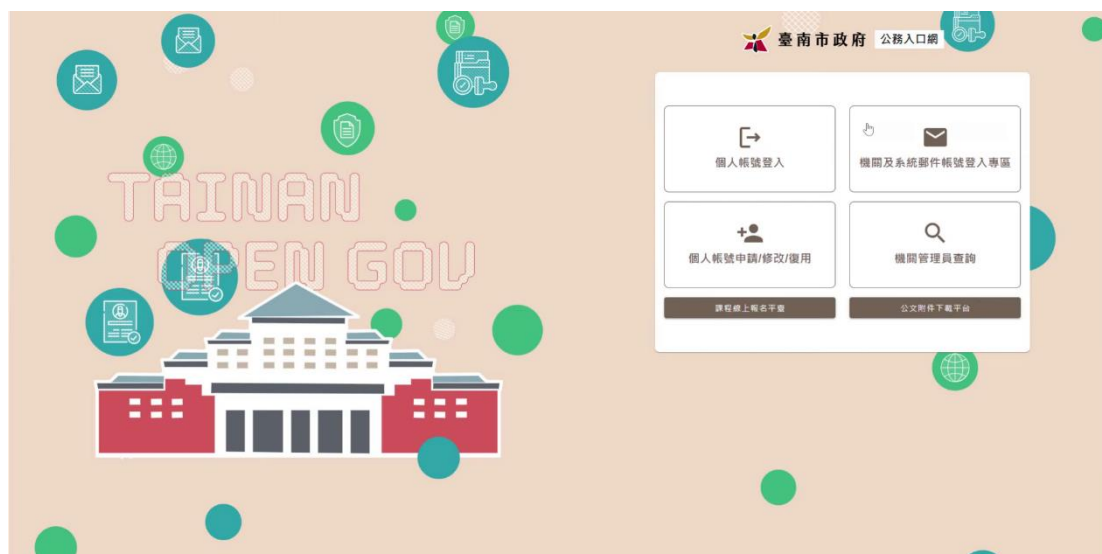 臺南市政府 公務入口網
TAINAN
OPEN GOV
個人帳號登入
機關及系統郵件帳號登入專區
個人帳號申請/修改/復用
機關管理員查詢
課程線上報名平臺
公文附件下載平台